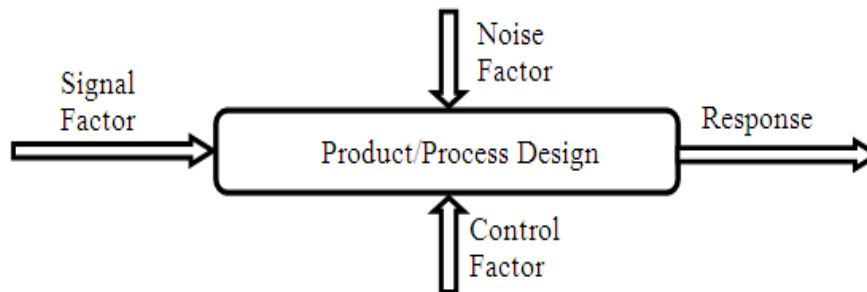 Noise
Factor
Signal
Factor
Response
Product/Process Design
Control
Factor